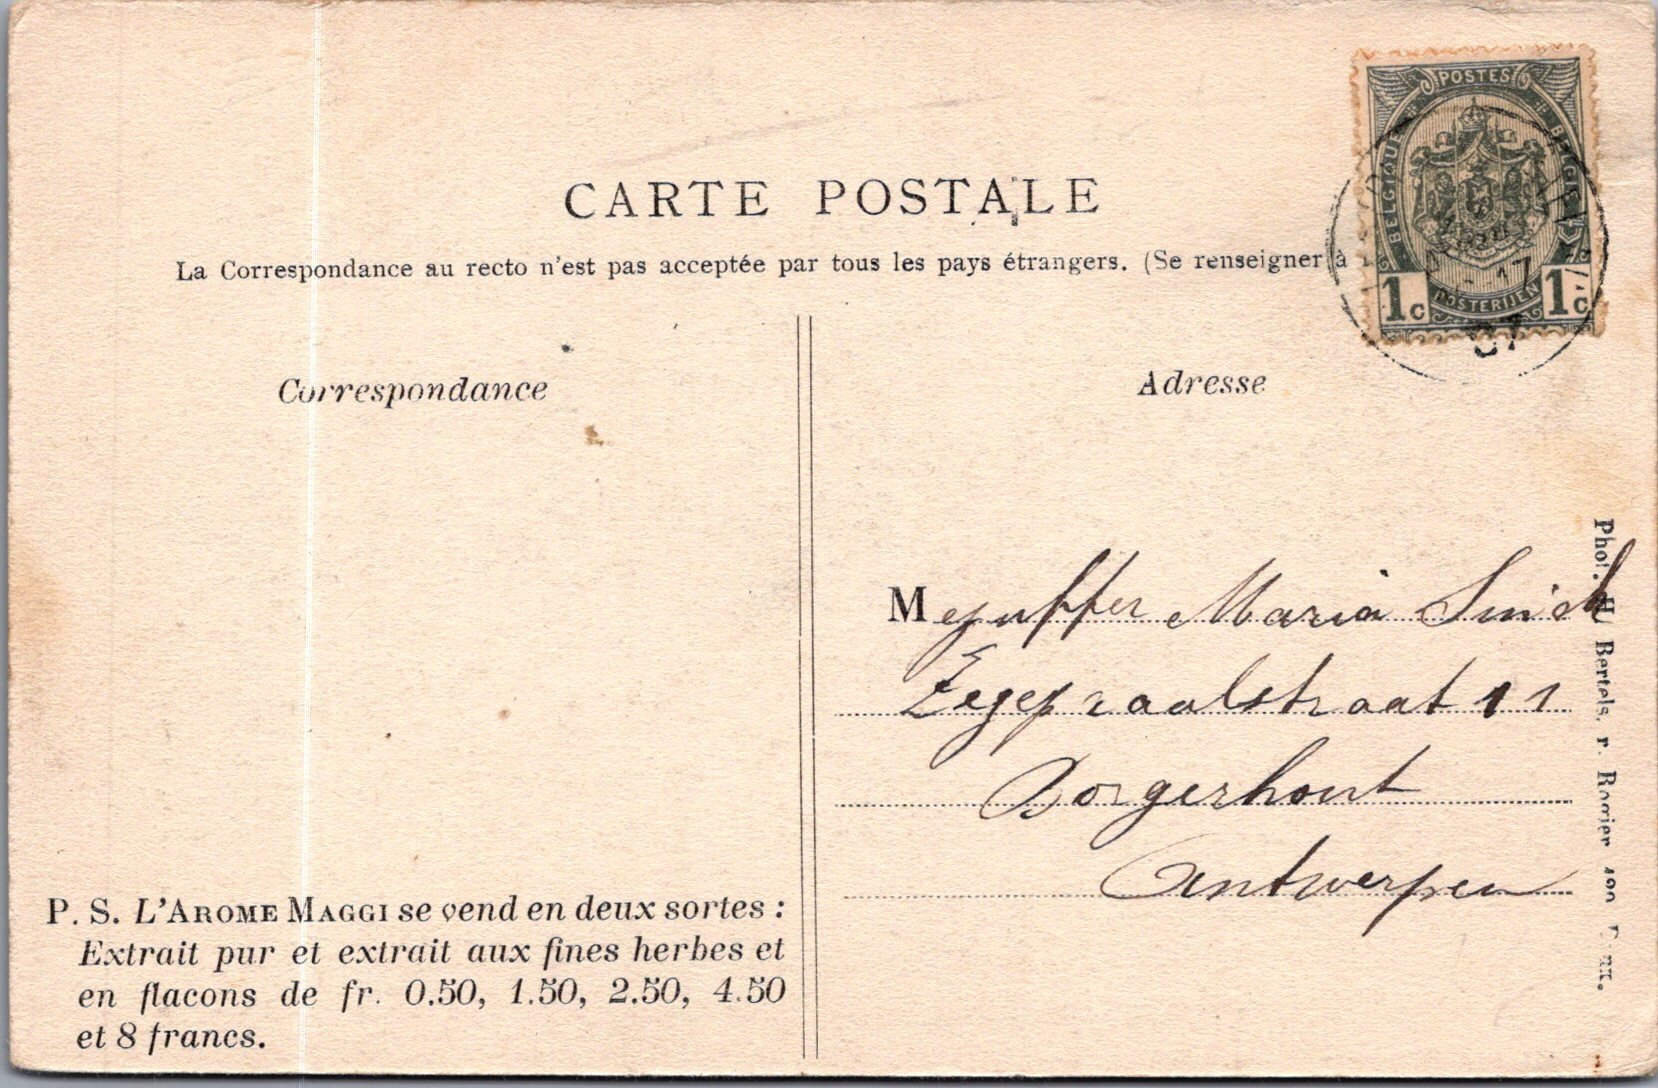 POSTES
BELGIQUE
BELGIË
POSTERIJEN
1c
1c
17
07
CARTE POSTALE
La Correspondance au recto n'est pas acceptée par tous les pays étrangers. (Se renseigner à
Correspondance
Adresse
Mejuffer Maria
Zegepraalstraat 11
Borgerhout
Antwerpen
P. S. L'AROME MAGGI se vend en deux sortes :
Extrait pur et extrait aux fines herbes et
en flacons de fr. 0.50, 1.50, 2.50, 4.50
et 8 francs.
Phot. H. Bertels, r. Rogier